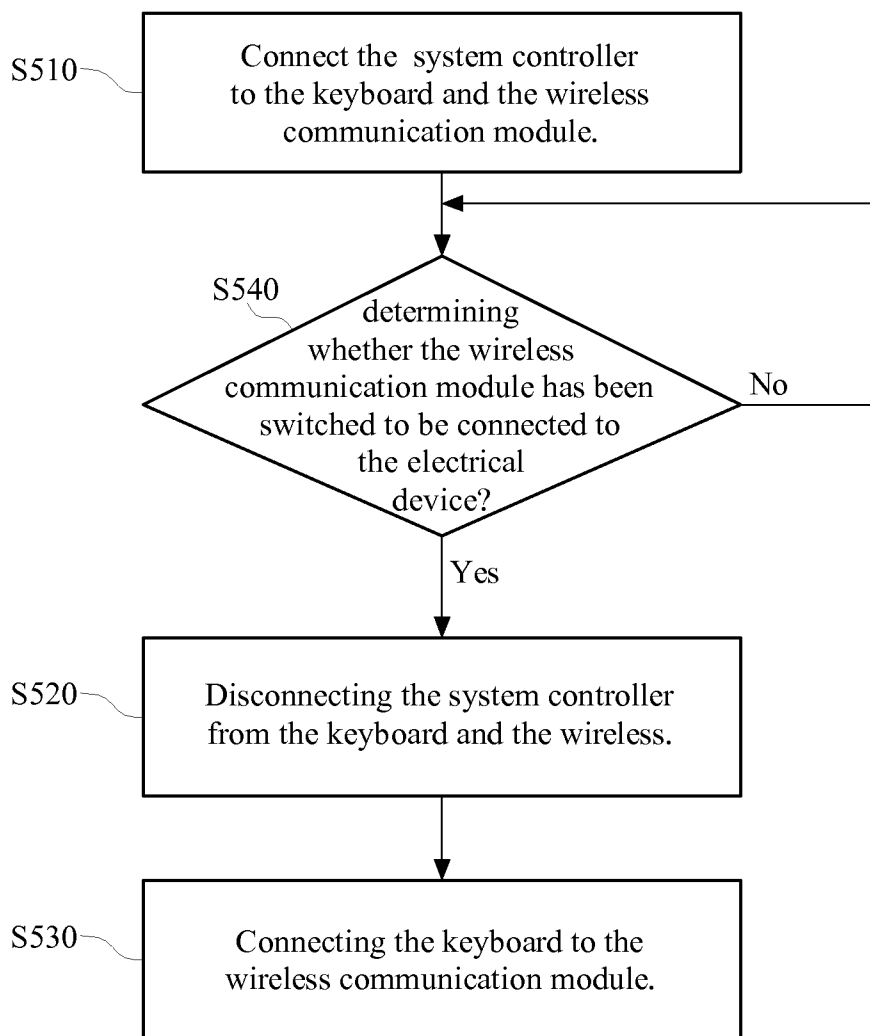 S510
Connect the system controller
to the keyboard and the wireless
communication module.
S540
determining
whether the wireless
communication module has been
switched to be connected to
the electrical
device?
No
Yes
S520
Disconnecting the system controller
from the keyboard and the wireless.
S530
Connecting the keyboard to the
wireless communication module.